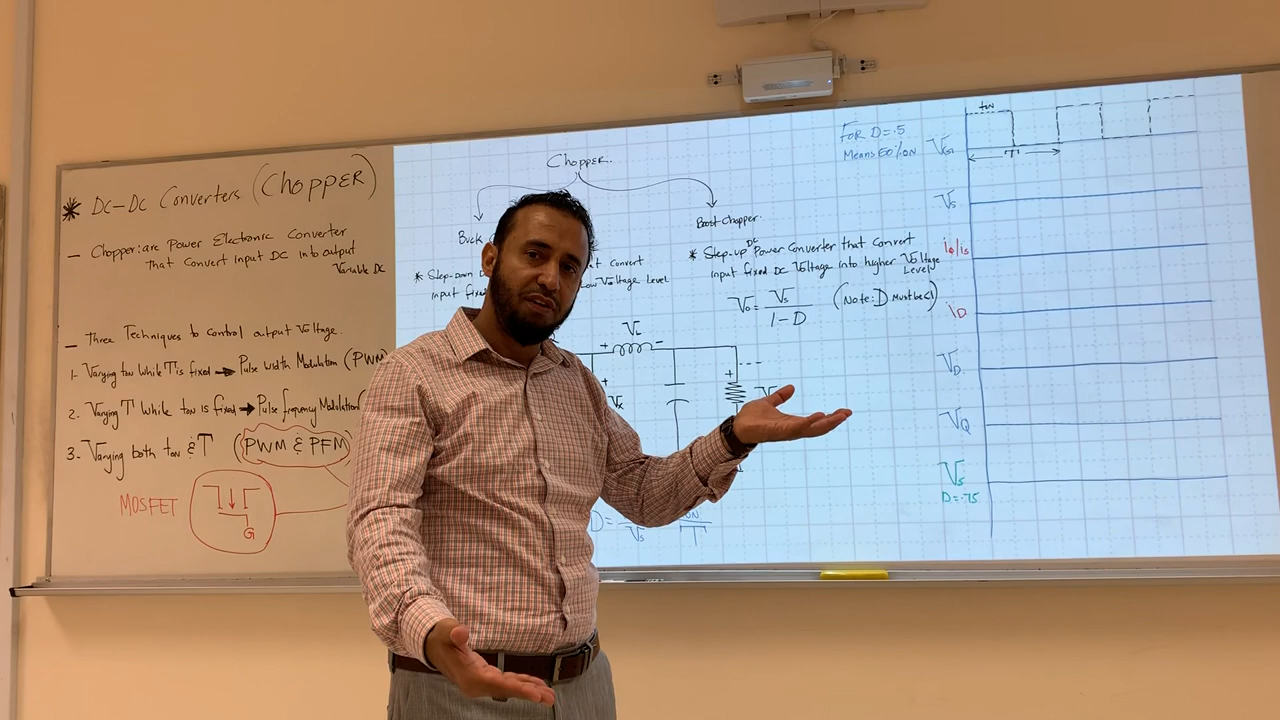 * DC-DC Converters (CHOPPER)
- Chopper: are Power Electronic Converter
that Convert input DC into output
Variable DC
- Three Techniques to control output Voltage.
1- Varying ton while T is fixed → Pulse width Modulation (PWM)
2. Varying T while ton is fixed → Pulse frequency Modulation(
3- Varying both ton & T (PWM & PFM)
MOSFET
G
Chopper.
Buck
* Step-down
convert
input
Low Voltage Level
Boost Chopper.
* Step-up DC Power Converter that Convert
input fixed DC Voltage into higher Voltage
Level)
Vo = Vs / 1-D (Note: D Must be <1)
+ VL -
+
+
Vx
D = 
Vs
T
FOR D=.5
Means 50% ON
ton
VG
T
Vs
iQ/is
iD
VD
VQ
Vs
D=.75